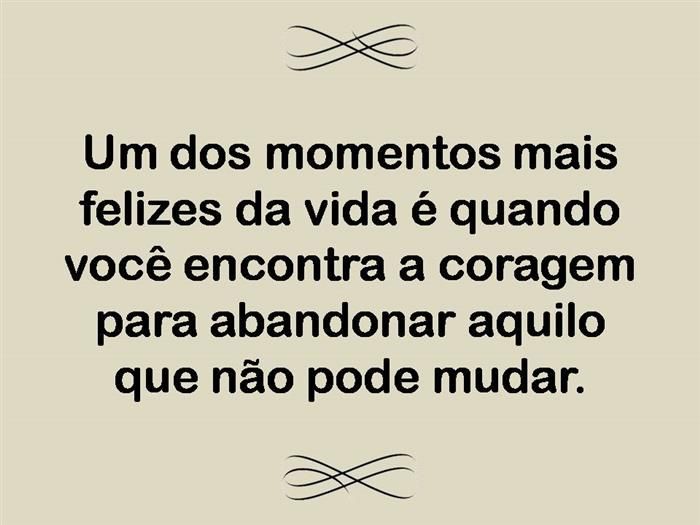 Um dos momentos mais
felizes da vida é quando
você encontra a coragem
para abandonar aquilo
que não pode mudar.